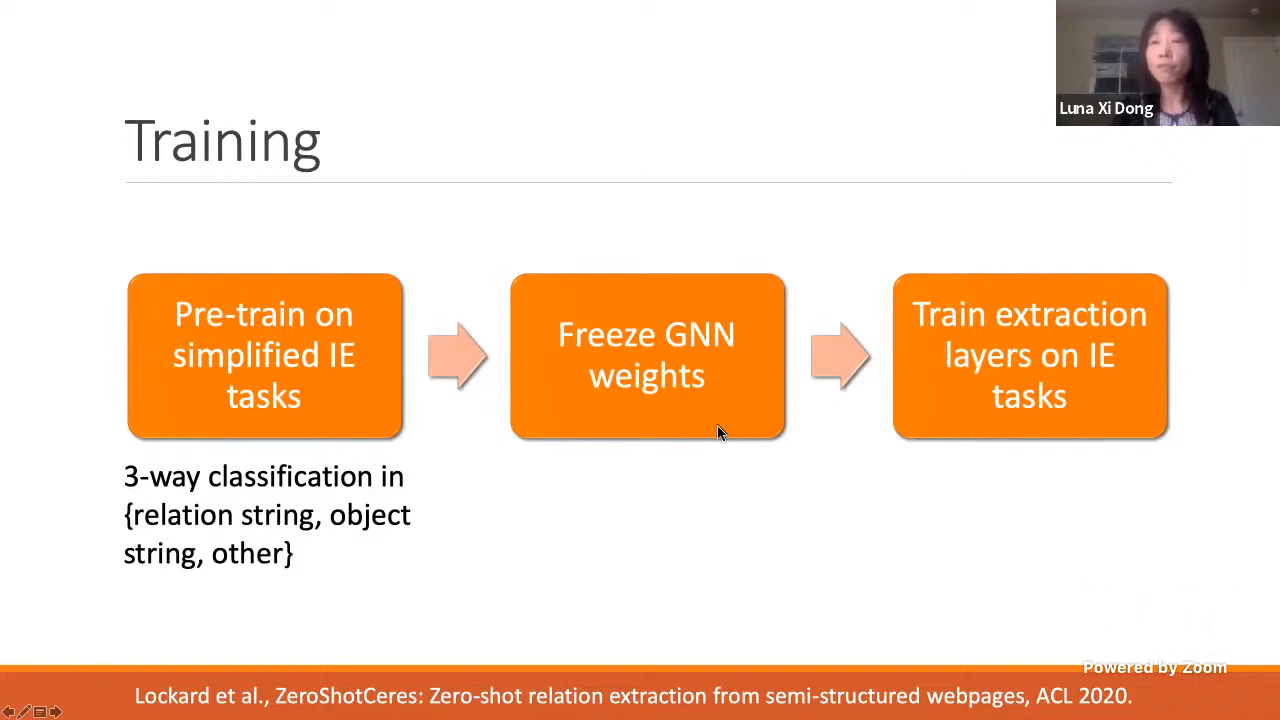 Luna Xi Dong
Training
Pre-train on
simplified IE
tasks
Freeze GNN
weights
Train extraction
layers on IE
tasks
3-way classification in
{relation string, object
string, other}
Powered by Zoom
Lockard et al., ZeroShotCeres: Zero-shot relation extraction from semi-structured webpages, ACL 2020.